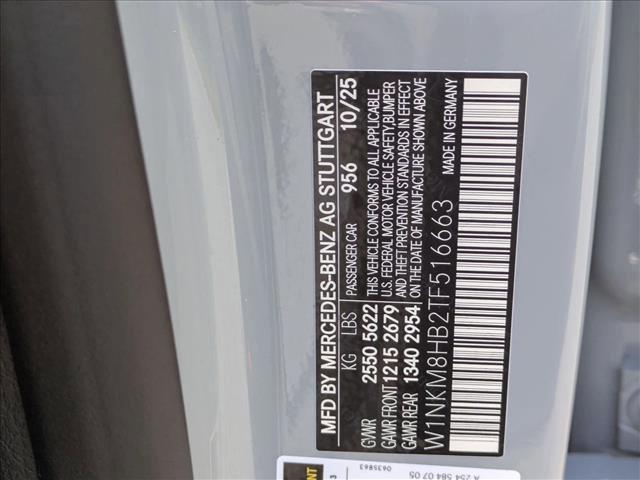 MFD BY MERCEDES-BENZ AG STUTTGART
KG LBS PASSENGER CAR 956 10/25
GVWR 2550 5622 THIS VEHICLE CONFORMS TO ALL APPLICABLE
GAWR FRONT 1215 2679 U.S. FEDERAL MOTOR VEHICLE SAFETY, BUMPER
GAWR REAR 1340 2954 AND THEFT PREVENTION STANDARDS IN EFFECT
ON THE DATE OF MANUFACTURE SHOWN ABOVE
W1NKM8HB2TF516663 MADE IN GERMANY
0635863
A 254 584 07 05